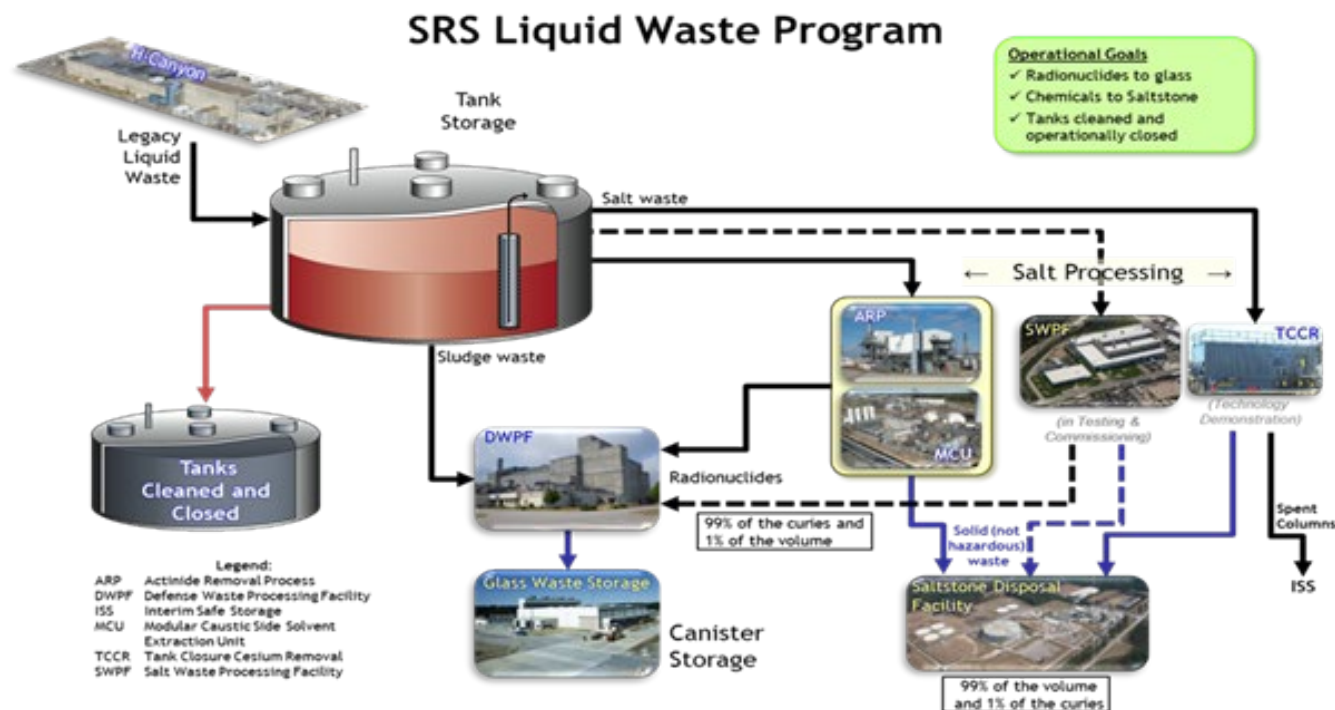 SRS Liquid Waste Program
H-Canyon
Operational Goals
✓ Radionuclides to glass
✓ Chemicals to Saltstone
✓ Tanks cleaned and
operationally closed
Tank
Storage
Legacy
Liquid
Waste
Salt waste
← Salt Processing →
ARP
SWPF
TCCR
MCU
(in Testing &
Commissioning)
(Technology
Demonstration)
Sludge waste
DWPF
Radionuclides
99% of the curies and
1% of the volume
Solid (not
hazardous)
waste
Spent
Columns
ISS
Tanks
Cleaned and
Closed
Glass Waste Storage
Canister
Storage
Saltstone Disposal
Facility
99% of the volume
and 1% of the curies
Legend:
ARP Actinide Removal Process
DWPF Defense Waste Processing Facility
ISS Interim Safe Storage
MCU Modular Caustic Side Solvent
Extraction Unit
TCCR Tank Closure Cesium Removal
SWPF Salt Waste Processing Facility